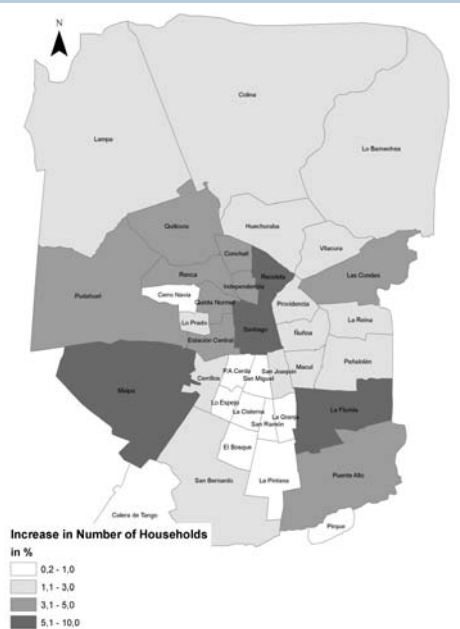 N
Colina
Lampa
Lo Barnechea
Quilicura
Huechuraba
Vitacura
Conchalí
Recoleta
Las Condes
Renca
Pudahuel
Independencia
Cerro Navia
Quinta Normal
Providencia
Lo Prado
Santiago
La Reina
Ñuñoa
Estación Central
Peñalolén
Macul
P.A. Cerda
San Joaquín
San Miguel
Cerrillos
Maipú
Lo Espejo
La Cisterna
La Granja
La Florida
San Ramón
El Bosque
Puente Alto
San Bernardo
La Pintana
Calera de Tango
Pirque
Increase in Number of Households
in %
0,2 - 1,0
1,1 - 3,0
3,1 - 5,0
5,1 - 10,0